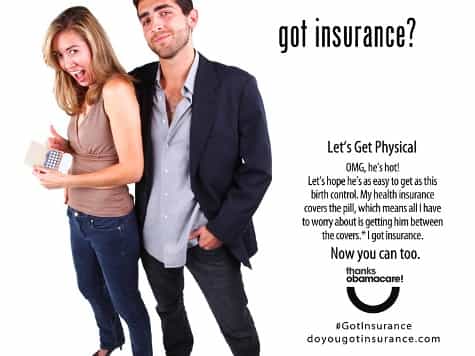 got insurance?
Let's Get Physical
OMG, he's hot!
Let's hope he's as easy to get as this
birth control. My health insurance
covers the pill, which means all I have
to worry about is getting him between
the covers.* I got insurance.
Now you can too.
thanks
obamacare!
#GotInsurance
doyougotinsurance.com